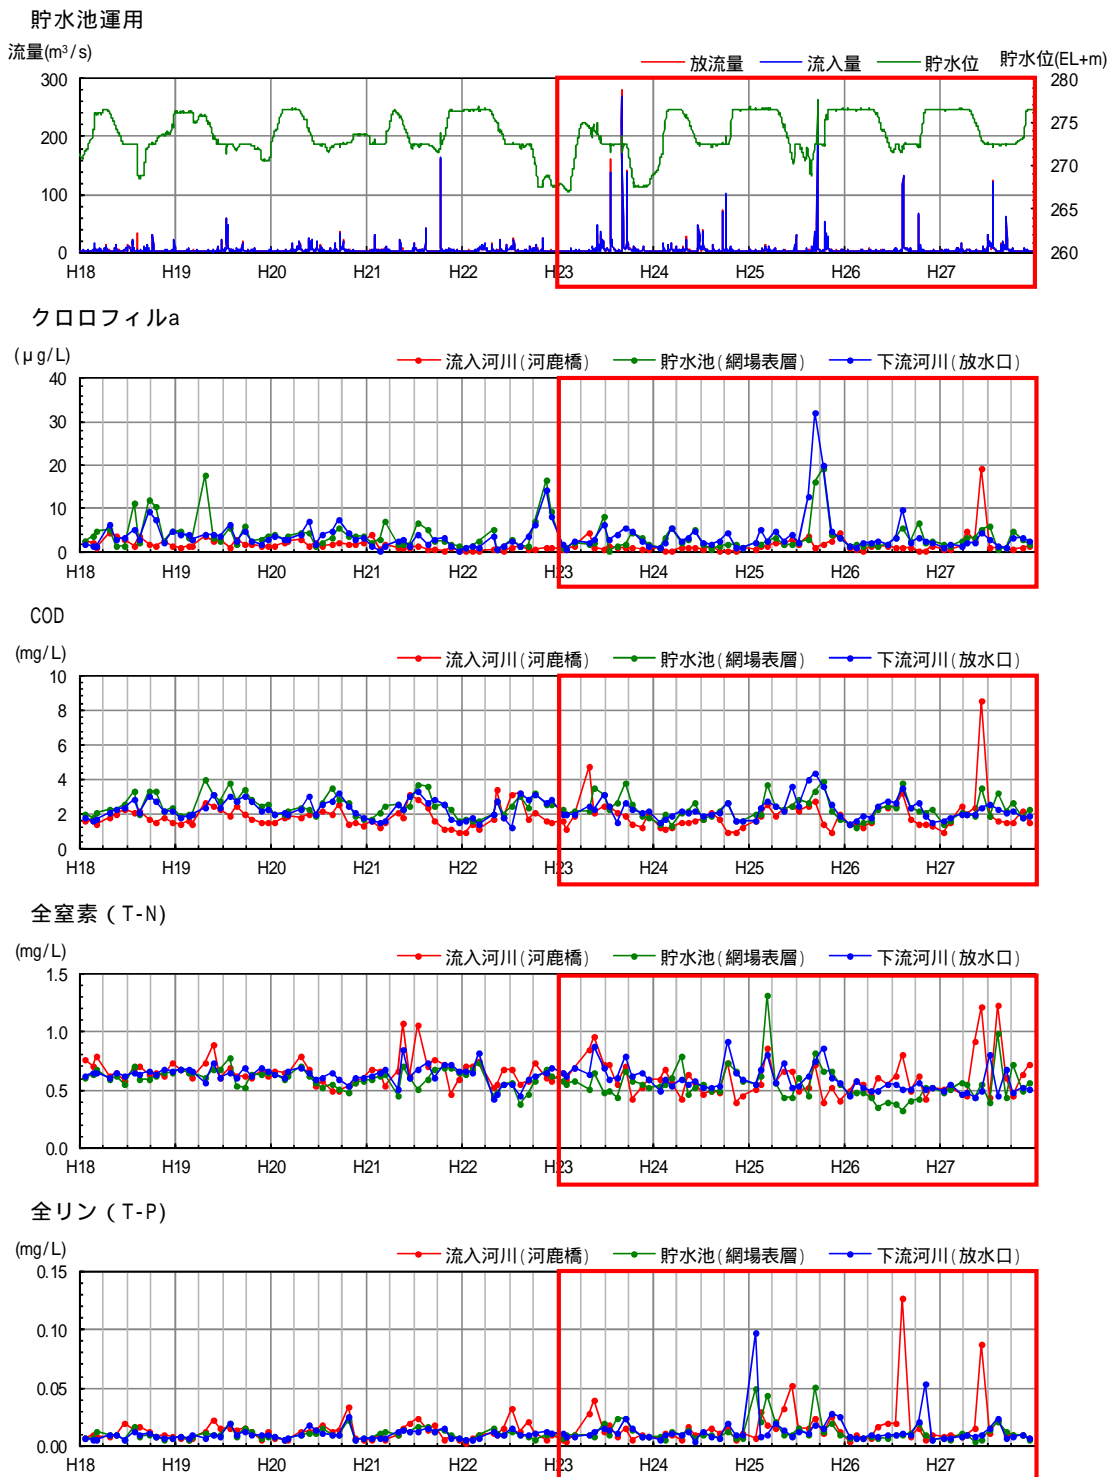 貯水池運用
流量(m³/s)
放流量 流入量 貯水位 貯水位(EL+m)
300 280
200 275
270
100 265
0 260
H18 H19 H20 H21 H22 H23 H24 H25 H26 H27
クロロフィルa
(μg/L)
流入河川(河鹿橋) 貯水池(網場表層) 下流河川(放水口)
40
30
20
10
0
H18 H19 H20 H21 H22 H23 H24 H25 H26 H27
COD
(mg/L)
流入河川(河鹿橋) 貯水池(網場表層) 下流河川(放水口)
10
8
6
4
2
0
H18 H19 H20 H21 H22 H23 H24 H25 H26 H27
全窒素(T-N)
(mg/L)
流入河川(河鹿橋) 貯水池(網場表層) 下流河川(放水口)
1.5
1.0
0.5
0.0
H18 H19 H20 H21 H22 H23 H24 H25 H26 H27
全リン(T-P)
(mg/L)
流入河川(河鹿橋) 貯水池(網場表層) 下流河川(放水口)
0.15
0.10
0.05
0.00
H18 H19 H20 H21 H22 H23 H24 H25 H26 H27